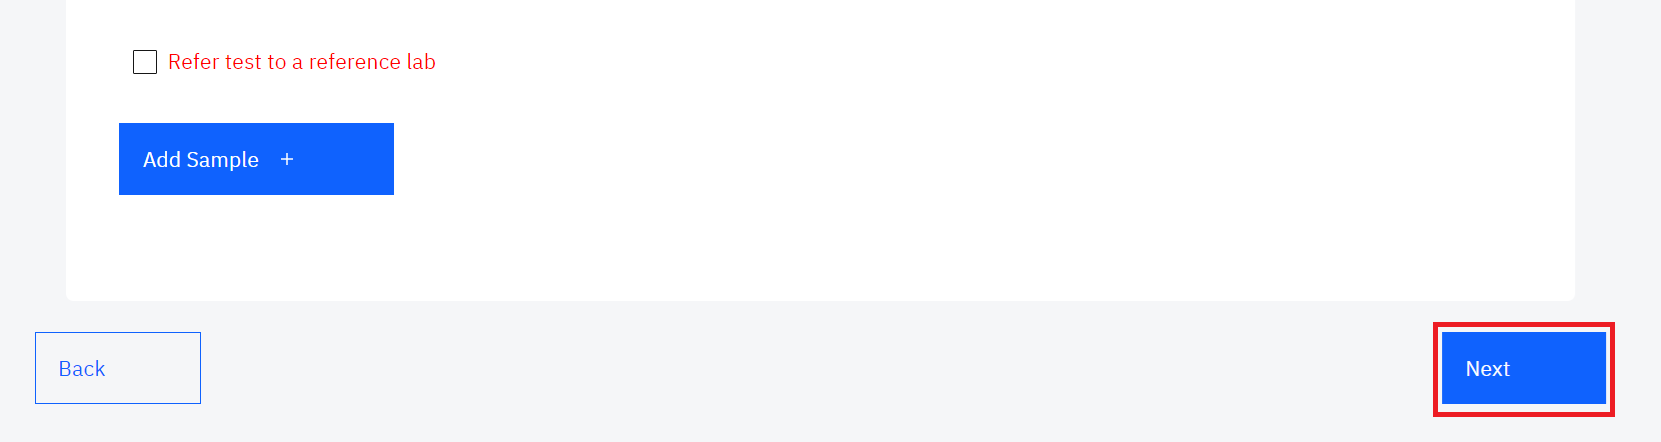 Refer test to a reference lab
Add Sample +
Back
Next